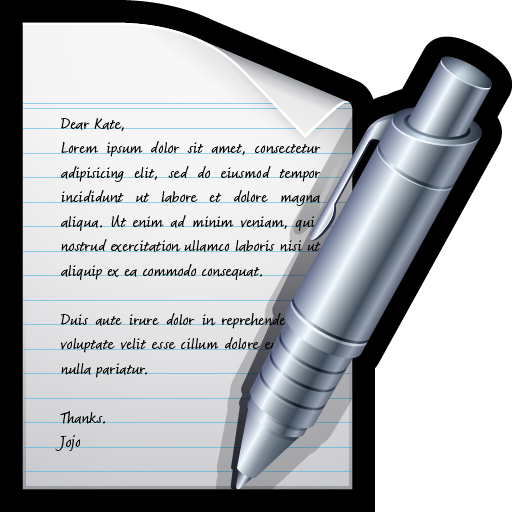 Dear Kate,
Lorem ipsum dolor sit amet, consectetur
adipisicing elit, sed do eiusmod tempor
incididunt ut labore et dolore magna
aliqua. Ut enim ad minim veniam, qui
nostrud exercitation ullamco laboris nisi ut
aliquip ex ea commodo consequat.
Duis aute irure dolor in reprehende
voluptate velit esse cillum dolore
nulla pariatur.
Thanks.
Jojo